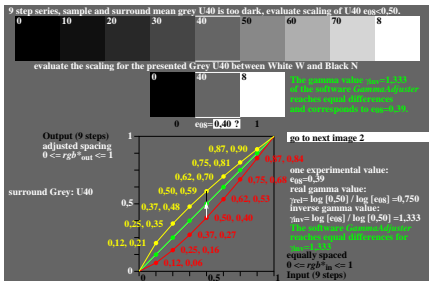 9 step series, sample and surround mean grey U40 is too dark, evaluate scaling of U40 eos<0,50.
0 10 20 30 40 50 60 70 8
evaluate the scaling for the presented Grey U40 between White W and Black N
0 40 8
0 eos=0,40 ? 1
The gamma value γinv=1,333
of the software GammaAdjuster
reaches equal differences
and corresponds to eos=0,39.
Output (9 steps)
adjusted spacing
0 <= rgb*out <= 1
surround Grey: U40
1
0,5
0
0,5
1
0,87, 0,90
0,75, 0,81
0,62, 0,70
0,50, 0,59
0,37, 0,48
0,25, 0,35
0,12, 0,21
0,87, 0,84
0,75, 0,68
0,62, 0,53
0,50, 0,40
0,37, 0,27
0,25, 0,16
0,12, 0,06
go to next image 2
one experimental value:
eos=0,39
real gamma value:
γrel= log [0,50] / log [eos] =0,750
inverse gamma value:
γinv= log [eos] / log [0,50] =1,333
The software GammaAdjuster
reaches equal differences for
γinv=1,333
equally spaced
0 <= rgb*in <= 1
Input (9 steps)